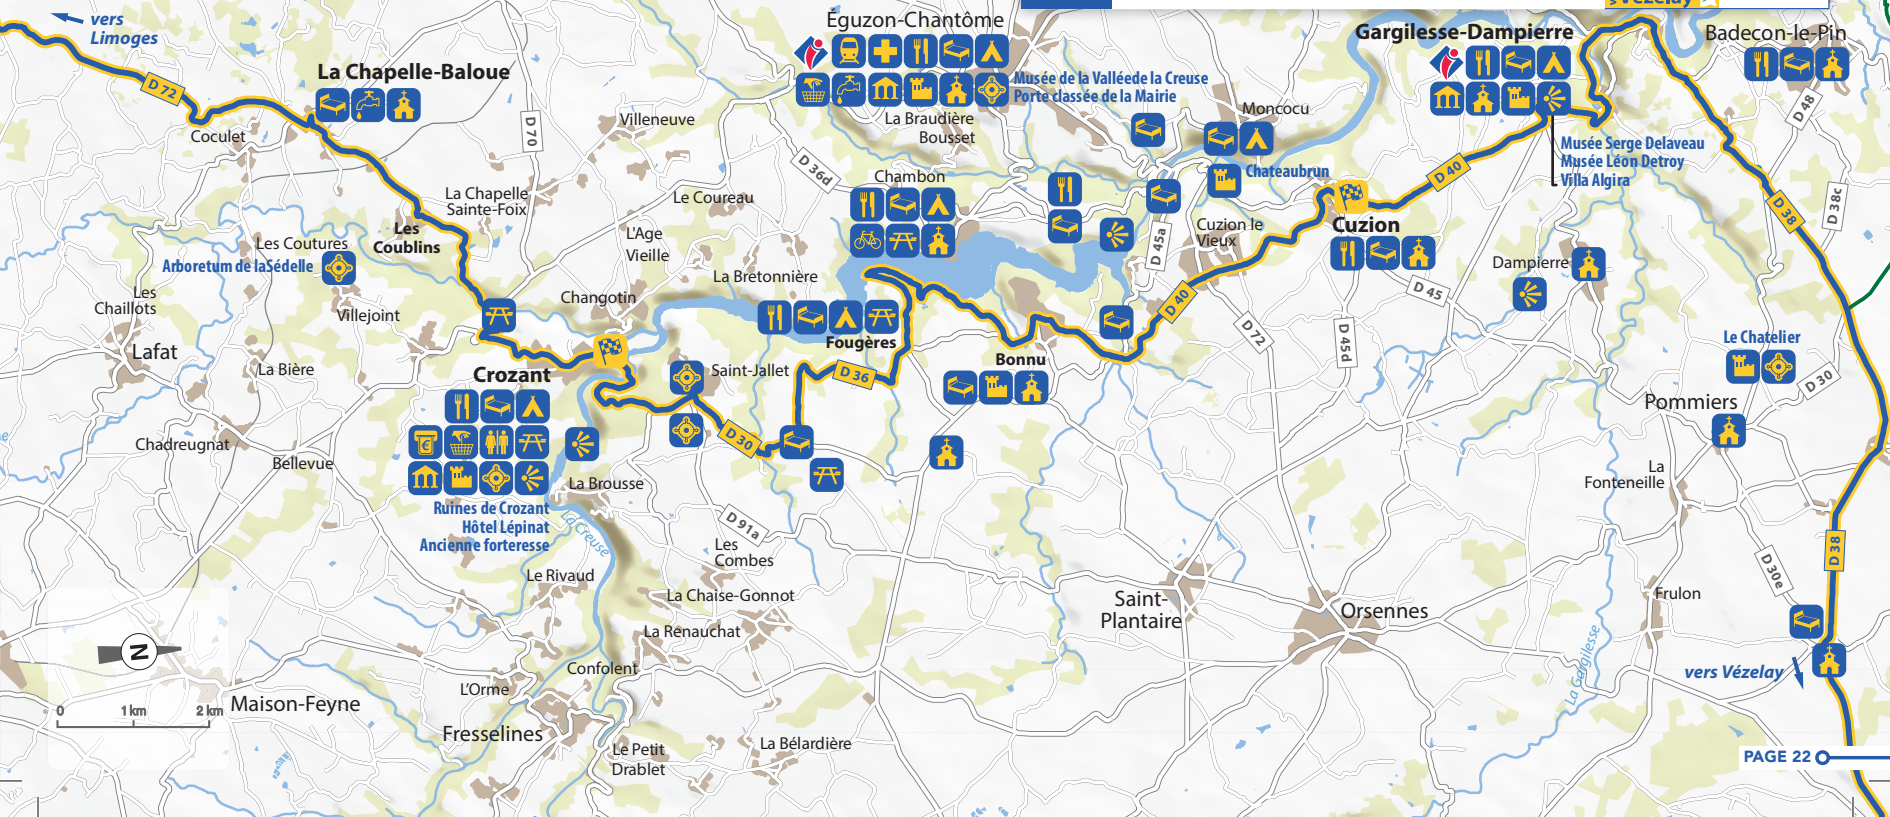 vers
Limoges
D 72
La Chapelle-Baloue
Coculet
D 70
Éguzon-Chantôme
Musée de la Valléede la Creuse
Porte classée de la Mairie
Villeneuve
La Braudière
Bousset
D 36d
Chambon
Moncocu
Chateaubrun
Vézelay
Gargilesse-Dampierre
Badecon-le-Pin
D 48
Musée Serge Delaveau
Musée Léon Detroy
Villa Algira
D 40
D 38
D 38c
La Chapelle
Sainte-Foix
Le Coureau
Les
Coublins
Les Coutures
Arboretum de laSédelle
L'Age
Vieille
La Bretonnière
D 45a
Cuzion le
Vieux
Cuzion
Dampierre
D 45
Les
Chaillots
Villejoint
Changotin
D 40
D 72
D 45d
Fougères
Bonnu
Le Chatelier
D 30
Lafat
La Bière
Crozant
Saint-Jallet
D 36
Pommiers
Chadreugnat
Bellevue
D 30
€
La Brousse
La
Fonteneille
Ruines de Crozant
Hôtel Lépinat
Ancienne forteresse
La Creuse
D 91a
Les
Combes
D 38
D 30e
Le Rivaud
La Chaise-Gonnot
Saint-
Plantaire
Orsennes
Frulon
La Renauchat
La Gargilesse
N
Confolent
vers Vézelay
L'Orme
0 1 km 2 km
Maison-Feyne
Fresselines
Le Petit
Drablet
La Bélardière
PAGE 22